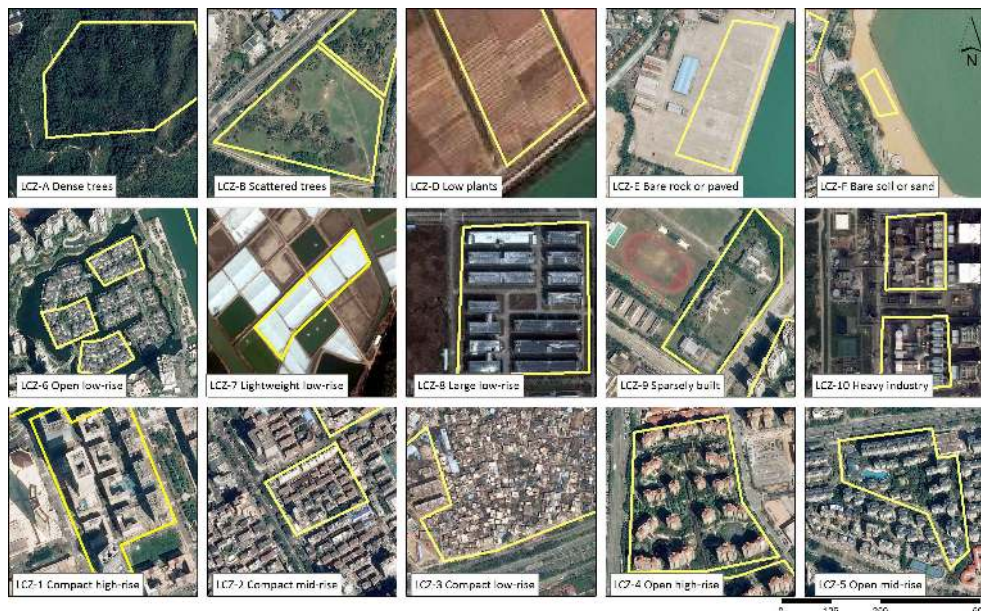 N
LCZ-A Dense trees
LCZ-B Scattered trees
LCZ-D Low plants
LCZ-E Bare rock or paved
LCZ-F Bare soil or sand
LCZ-6 Open low-rise
LCZ-7 Lightweight low-rise
LCZ-8 Large low-rise
LCZ-9 Sparsely built
LCZ-10 Heavy industry
LCZ-1 Compact high-rise
LCZ-2 Compact mid-rise
LCZ-3 Compact low-rise
LCZ-4 Open high-rise
LCZ-5 Open mid-rise